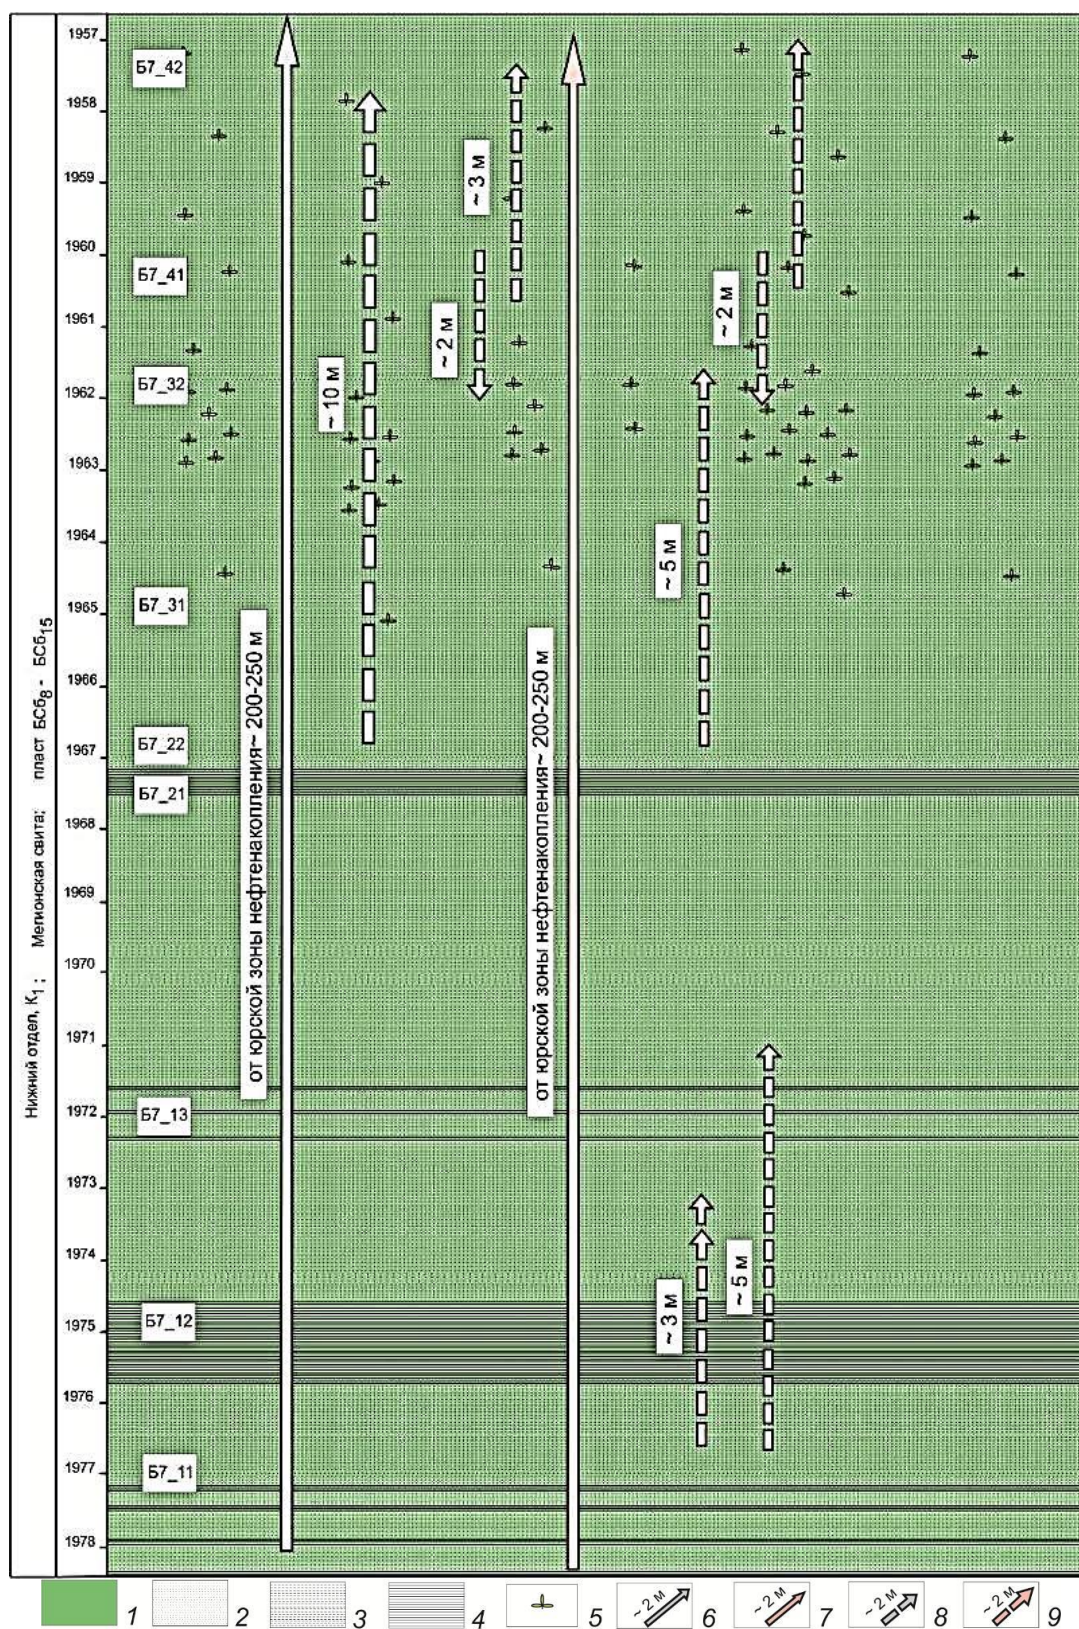 Нижний отдел, К1 ; Мегионская свита; пласт БСб8 - БСб15
1957
1958
1959
1960
1961
1962
1963
1964
1965
1966
1967
1968
1969
1970
1971
1972
1973
1974
1975
1976
1977
1978
Б7_42
Б7_41
Б7_32
Б7_31
Б7_22
Б7_21
Б7_13
Б7_12
Б7_11
от юрской зоны нефтенакопления~ 200-250 м
~ 10 м
~ 3 м
~ 2 м
от юрской зоны нефтенакопления~ 200-250 м
~ 2 м
~ 5 м
~ 3 м
~ 5 м
1
2
3
4
5
~ 2 м 6
~ 2 м 7
~ 2 м 8
~ 2 м 9